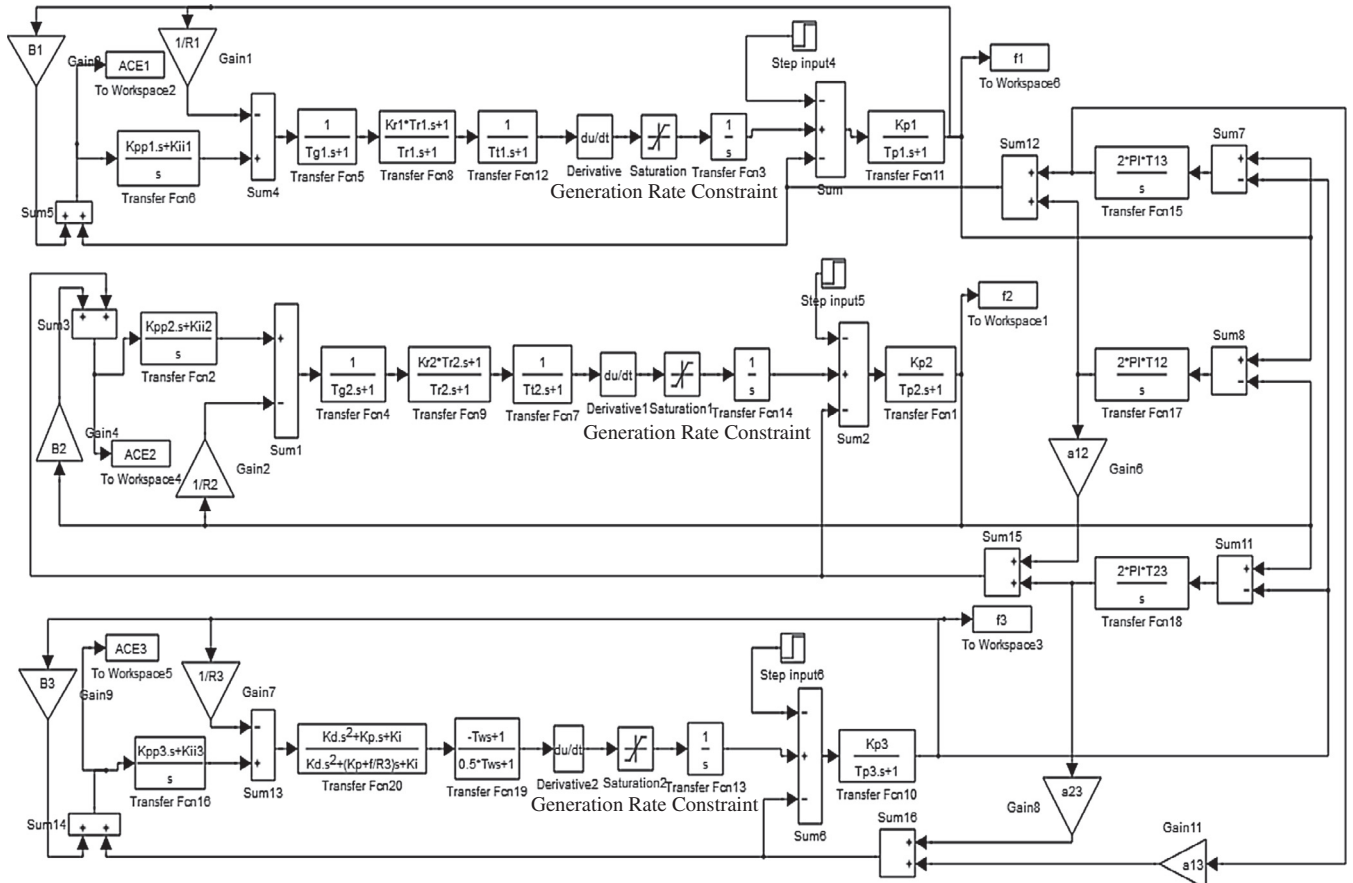 B1
Gain3
ACE1
To Workspace2
1/R1
Gain1
Step input4
f1
To Workspace6
Kpp1.s+Kii1
s
Transfer Fcn6
Sum5
+ +
-
+
Sum4
1
Tg1.s+1
Transfer Fcn5
Kr1*Tr1.s+1
Tr1.s+1
Transfer Fcn8
1
Tt1.s+1
Transfer Fcn12
du/dt
Derivative
Saturation
1
s
Transfer Fcn3
Generation Rate Constraint
-
+
-
Sum
Kp1
Tp1.s+1
Transfer Fcn11
Sum12
+
+
2*PI*T13
s
Transfer Fcn15
Sum7
+
-
Sum3
+ +
Kpp2.s+Kii2
s
Transfer Fcn2
B2
Gain4
ACE2
To Workspace4
1/R2
Gain2
+
-
Sum1
1
Tg2.s+1
Transfer Fcn4
Kr2*Tr2.s+1
Tr2.s+1
Transfer Fcn9
1
Tt2.s+1
Transfer Fcn7
du/dt
Derivative1
Saturation1
1
s
Transfer Fcn14
Generation Rate Constraint
Step input5
-
+
-
Sum2
Kp2
Tp2.s+1
Transfer Fcn1
f2
To Workspace1
2*PI*T12
s
Transfer Fcn17
Sum8
+
-
a12
Gain6
Sum15
+
+
2*PI*T23
s
Transfer Fcn18
Sum11
+
-
f3
To Workspace3
B3
Gain9
ACE3
To Workspace5
1/R3
Gain7
Step input6
Kpp3.s+Kii3
s
Transfer Fcn16
Sum14
+ +
-
+
Sum13
Kd.s²+Kp.s+Ki
Kd.s²+(Kp+f/R3)s+Ki
Transfer Fcn20
-Tws+1
0.5*Tws+1
Transfer Fcn19
du/dt
Derivative2
Saturation2
1
s
Transfer Fcn13
Generation Rate Constraint
-
+
-
Sum6
Kp3
Tp3.s+1
Transfer Fcn10
a23
Gain8
Sum16
+
+
Gain11
a13